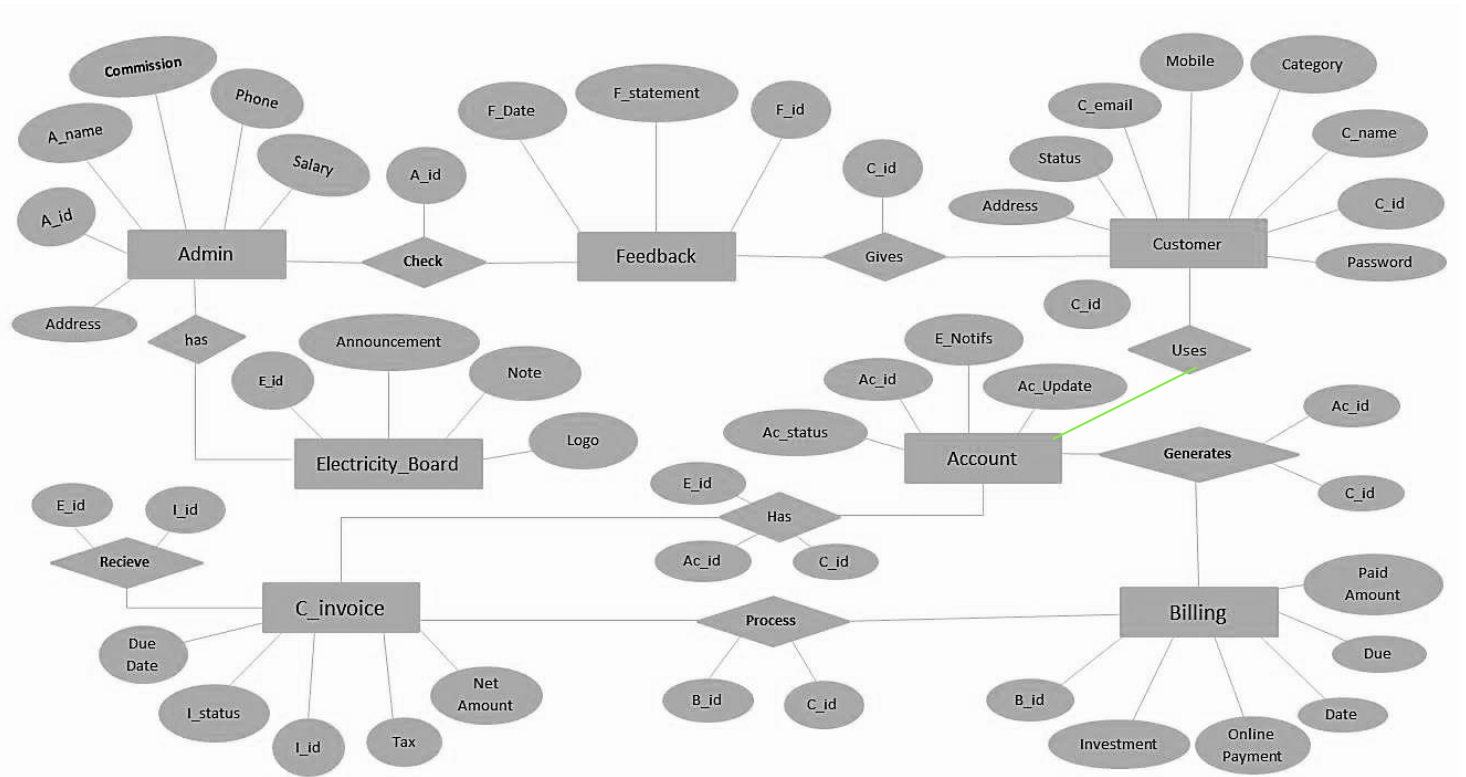 Commission
Phone
A_name
Salary
A_id
Admin
Address
A_id
Check
has
F_Date
F_statement
F_id
Feedback
C_id
Gives
Mobile
Category
C_email
C_name
Status
Address
C_id
Customer
Password
C_id
Uses
Announcement
E_id
Note
Logo
Electricity_Board
E_Notifs
Ac_id
Ac_Update
Ac_status
Account
Ac_id
Generates
C_id
E_id
Has
Ac_id
C_id
E_id
I_id
Recieve
C_invoice
Due
Date
I_status
I_id
Tax
Net
Amount
Process
B_id
C_id
Billing
Paid
Amount
Due
Date
B_id
Investment
Online
Payment